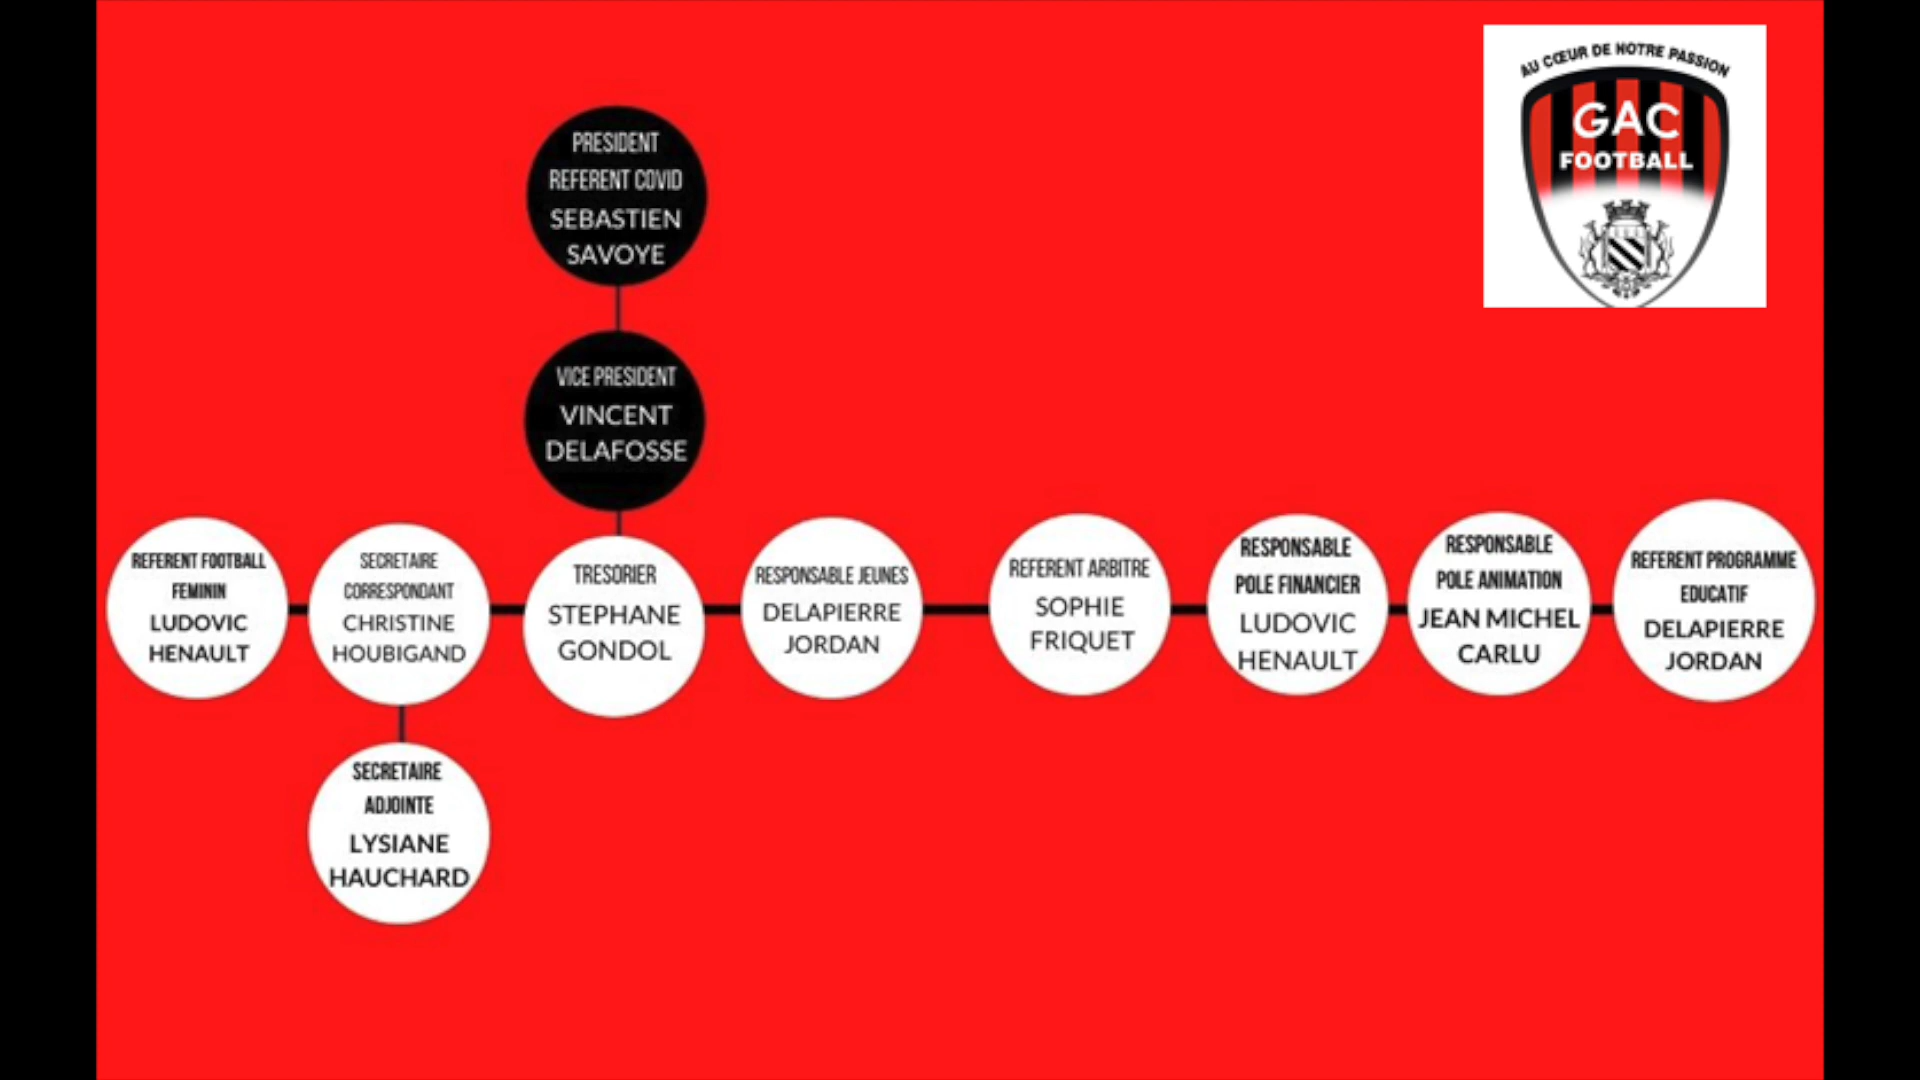 AU CŒUR DE NOTRE PASSION
GAC
FOOTBALL
PRESIDENT
REFERENT COVID
SEBASTIEN
SAVOYE
VICE PRESIDENT
VINCENT
DELAFOSSE
REFERENT FOOTBALL
FEMININ
LUDOVIC
HENAULT
SECRETAIRE
CORRESPONDANT
CHRISTINE
HOUBIGAND
TRESORIER
STEPHANE
GONDOL
RESPONSABLE JEUNES
DELAPIERRE
JORDAN
REFERENT ARBITRE
SOPHIE
FRIQUET
RESPONSABLE
POLE FINANCIER
LUDOVIC
HENAULT
RESPONSABLE
POLE ANIMATION
JEAN MICHEL
CARLU
REFERENT PROGRAMME
EDUCATIF
DELAPIERRE
JORDAN
SECRETAIRE
ADJOINTE
LYSIANE
HAUCHARD